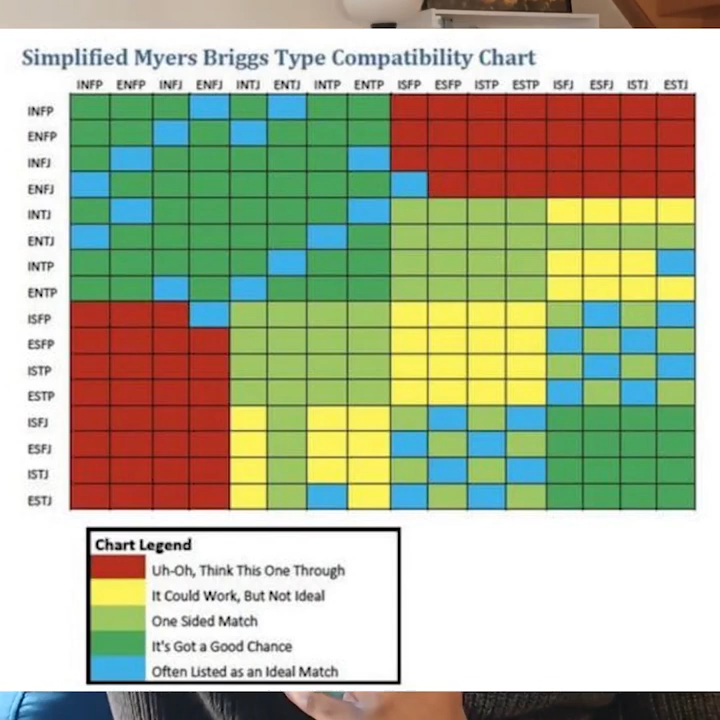 Simplified Myers Briggs Type Compatibility Chart
INFP ENFP INFJ ENFJ INTJ ENTJ INTP ENTP ISFP ESFP ISTP ESTP ISFJ ESFJ ISTJ ESTJ
INFP
ENFP
INFJ
ENFJ
INTJ
ENTJ
INTP
ENTP
ISFP
ESFP
ISTP
ESTP
ISFJ
ESFJ
ISTJ
ESTJ
Chart Legend
Uh-Oh, Think This One Through
It Could Work, But Not Ideal
One Sided Match
It's Got a Good Chance
Often Listed as an Ideal Match